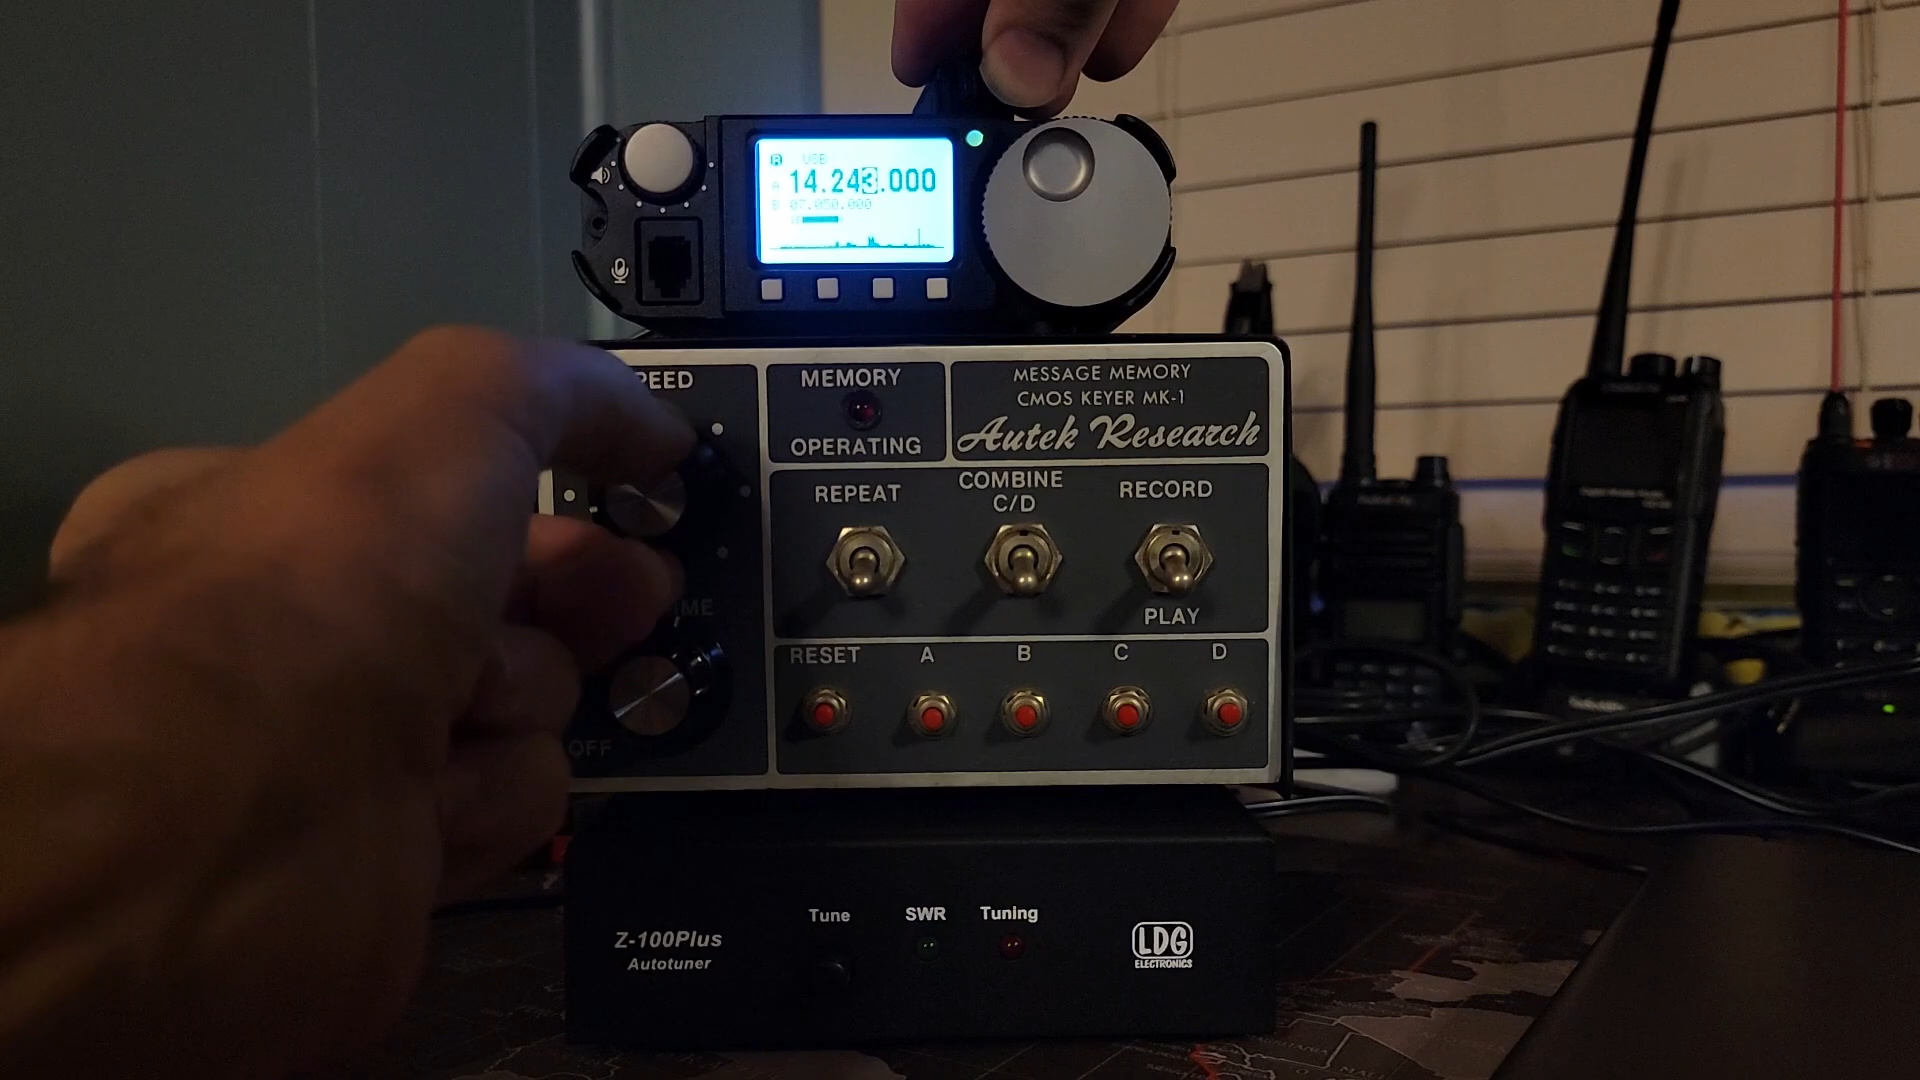 A USB
A 14.243.000
B 07.050.000
PEED
MEMORY
OPERATING
MESSAGE MEMORY
CMOS KEYER MK-1
Autek Research
REPEAT
COMBINE
C/D
RECORD
PLAY
IME
OFF
RESET A B C D
Z-100Plus
Autotuner
Tune
SWR
Tuning
LDG
ELECTRONICS